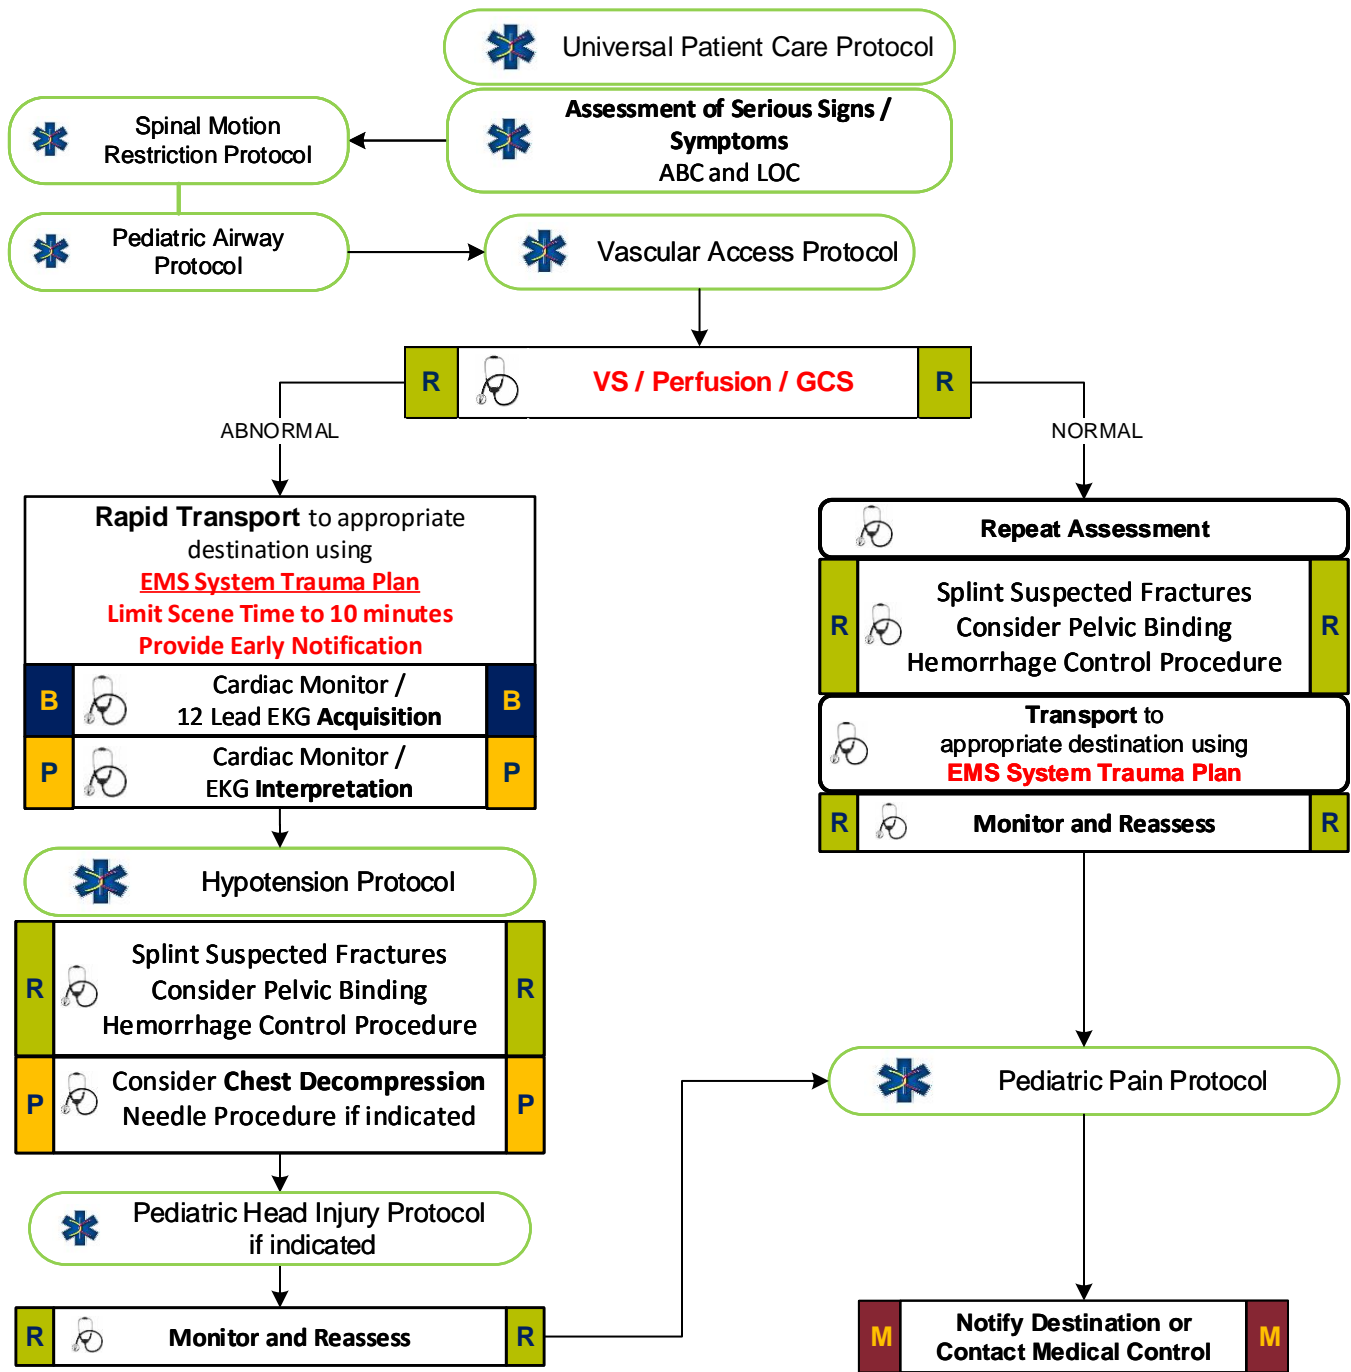 Universal Patient Care Protocol
Assessment of Serious Signs /
Symptoms
ABC and LOC
Spinal Motion
Restriction Protocol
Pediatric Airway
Protocol
Vascular Access Protocol
R
VS / Perfusion / GCS
R
ABNORMAL
NORMAL
Rapid Transport to appropriate
destination using
EMS System Trauma Plan
Limit Scene Time to 10 minutes
Provide Early Notification
B
Cardiac Monitor /
12 Lead EKG Acquisition
B
P
Cardiac Monitor /
EKG Interpretation
P
Hypotension Protocol
R
Splint Suspected Fractures
Consider Pelvic Binding
Hemorrhage Control Procedure
R
P
Consider Chest Decompression
Needle Procedure if indicated
P
Pediatric Head Injury Protocol
if indicated
R
Monitor and Reassess
R
Repeat Assessment
R
Splint Suspected Fractures
Consider Pelvic Binding
Hemorrhage Control Procedure
R
Transport to
appropriate destination using
EMS System Trauma Plan
R
Monitor and Reassess
R
Pediatric Pain Protocol
M
Notify Destination or
Contact Medical Control
M